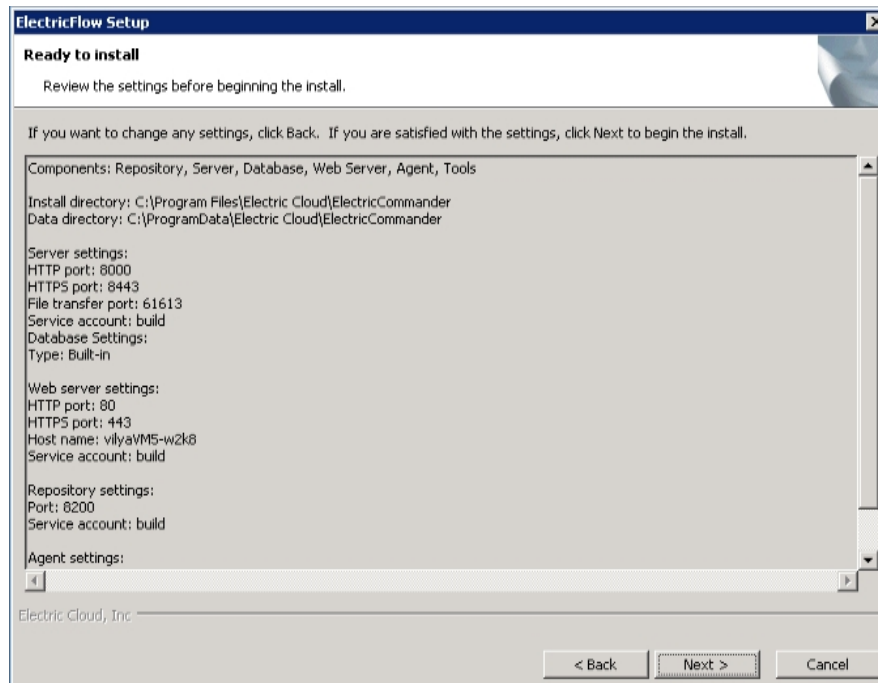 ElectricFlow Setup
Ready to install
Review the settings before beginning the install.
If you want to change any settings, click Back.  If you are satisfied with the settings, click Next to begin the install.
Components: Repository, Server, Database, Web Server, Agent, Tools
Install directory: C:\Program Files\Electric Cloud\ElectricCommander
Data directory: C:\ProgramData\Electric Cloud\ElectricCommander
Server settings:
HTTP port: 8000
HTTPS port: 8443
File transfer port: 61613
Service account: build
Database Settings:
Type: Built-in
Web server settings:
HTTP port: 80
HTTPS port: 443
Host name: vilyaVM5-w2k8
Service account: build
Repository settings:
Port: 8200
Service account: build
Agent settings:
Electric Cloud, Inc
< Back
Next >
Cancel